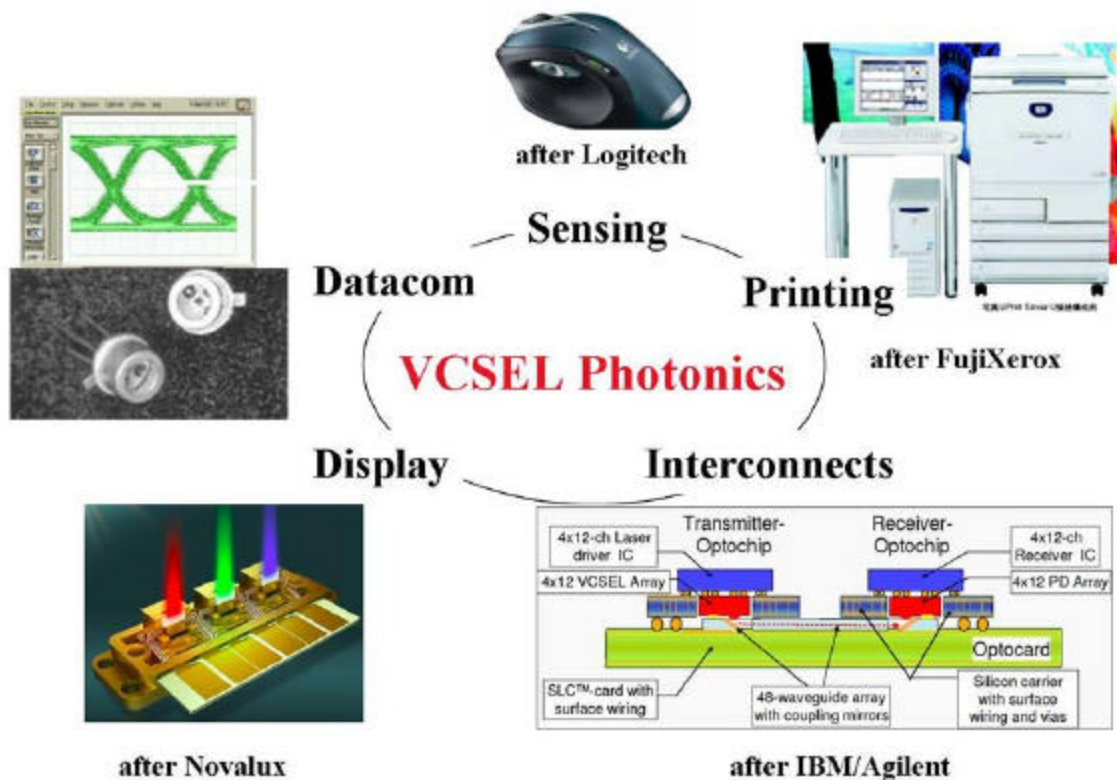 after Logitech
Sensing
Datacom
Printing
VCSEL Photonics
after FujiXerox
Display
Interconnects
Transmitter-
Optochip
Receiver-
Optochip
4x12-ch Laser
driver IC
4x12-ch
Receiver IC
4x12 VCSEL Array
4x12 PD Array
Optocard
SLC™-card with
surface wiring
48-waveguide array
with coupling mirrors
Silicon carrier
with surface
wiring and vias
after Novalux
after IBM/Agilent